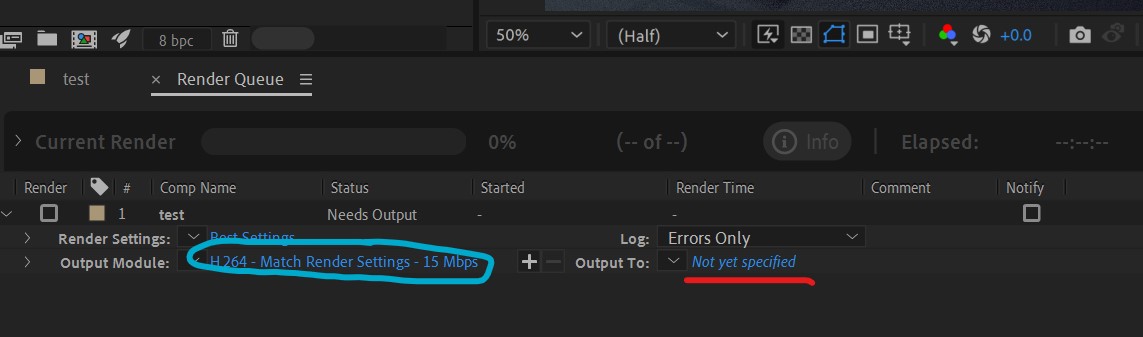 8 bpc
50%
(Half)
+0.0
test
× Render Queue
Current Render
0%
(-- of --)
Info
Elapsed:
--:--:--
Render
#
Comp Name
Status
Started
Render Time
Comment
Notify
1
test
Needs Output
-
-
Render Settings:
Best Settings
Log:
Errors Only
Output Module:
H.264 - Match Render Settings - 15 Mbps
Output To:
Not yet specified